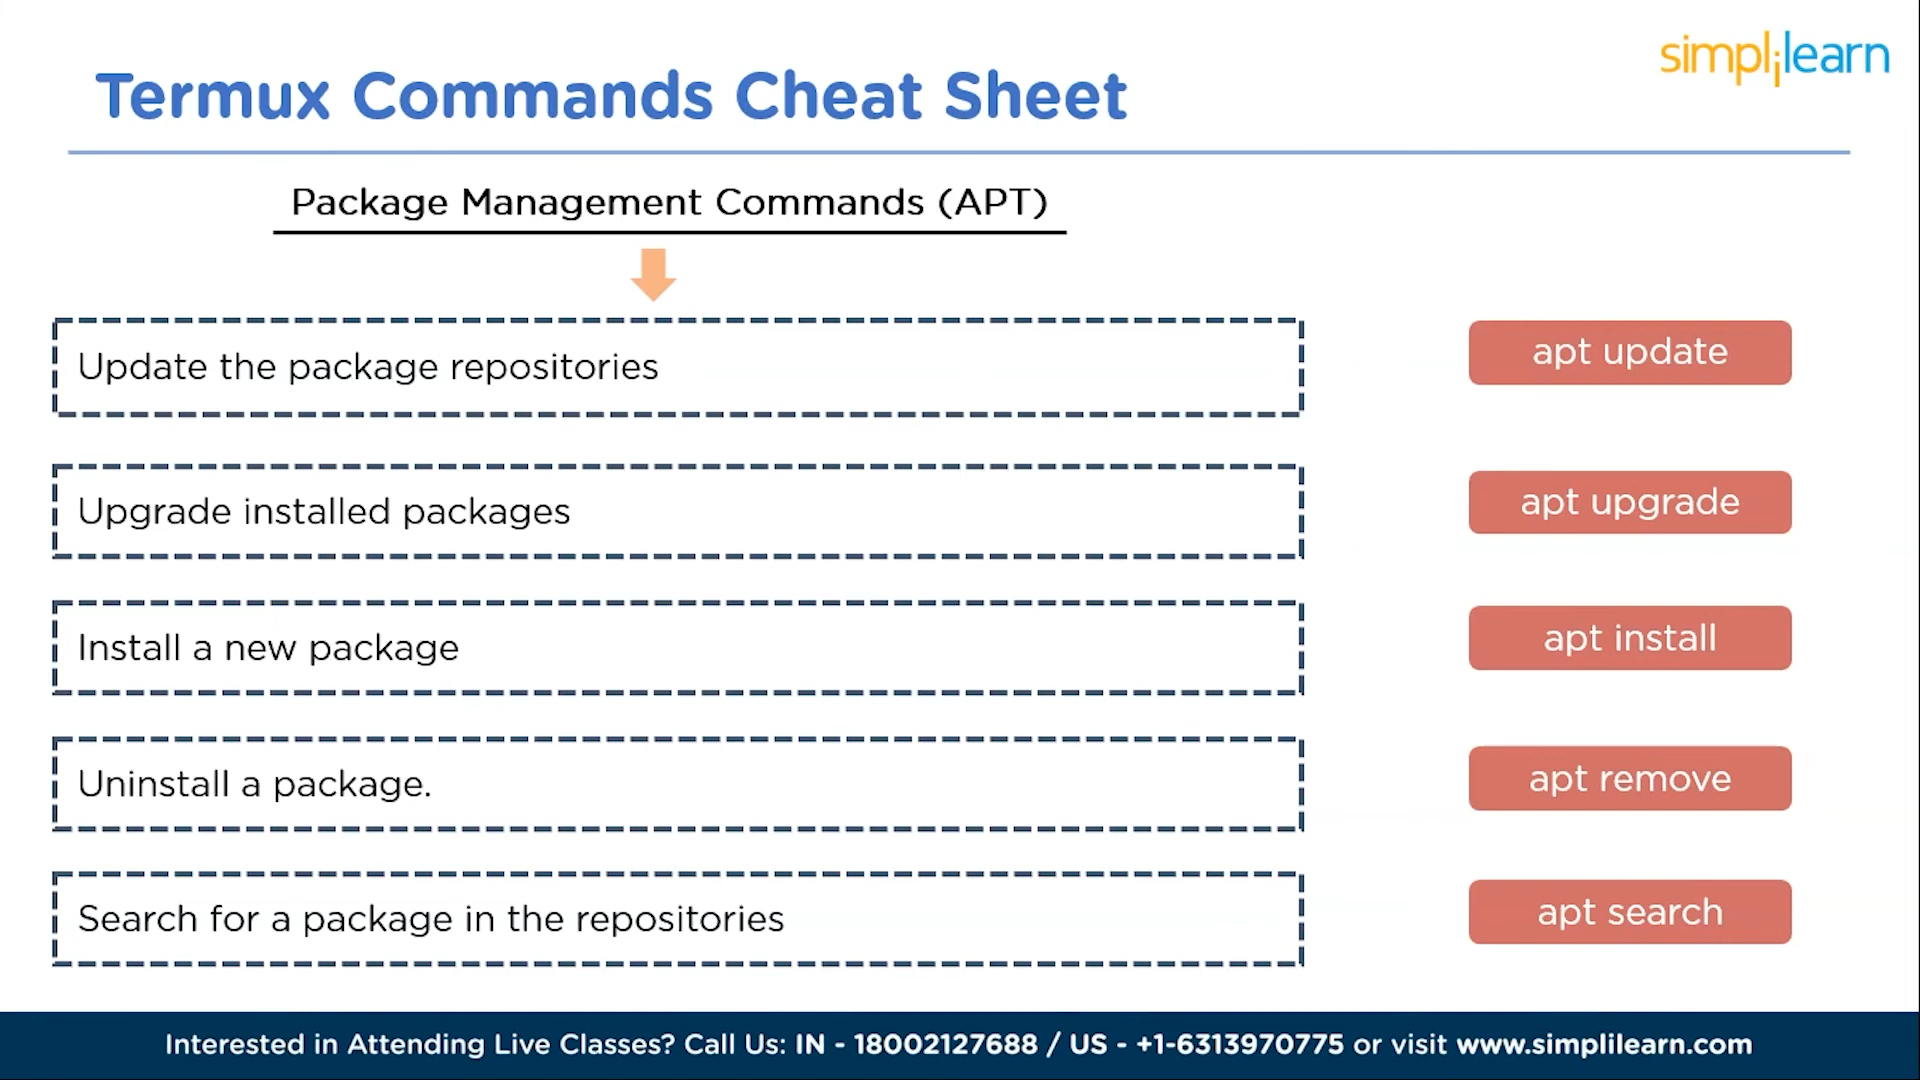 simplilearn
Termux Commands Cheat Sheet
Package Management Commands (APT)
Update the package repositories
apt update
Upgrade installed packages
apt upgrade
Install a new package
apt install
Uninstall a package.
apt remove
Search for a package in the repositories
apt search
Interested in Attending Live Classes? Call Us: IN - 18002127688 / US - +1-6313970775 or visit www.simplilearn.com